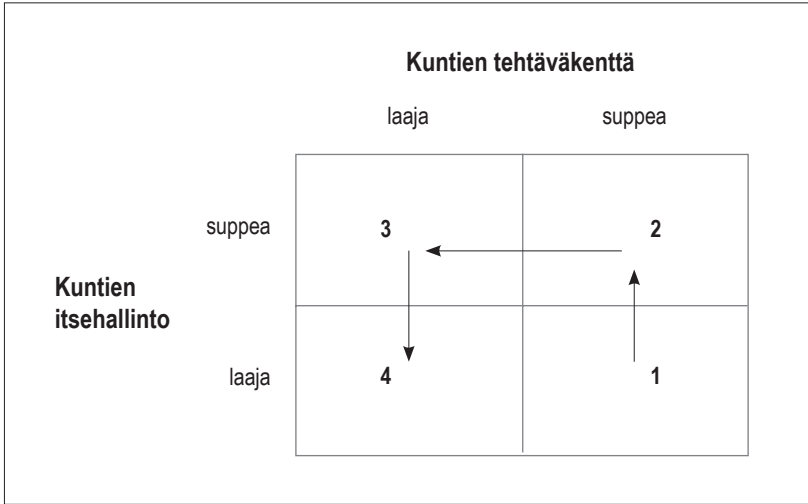 Kuntien tehtäväkenttä
laaja suppea
suppea 3 2
Kuntien
itsehallinto
laaja 4 1